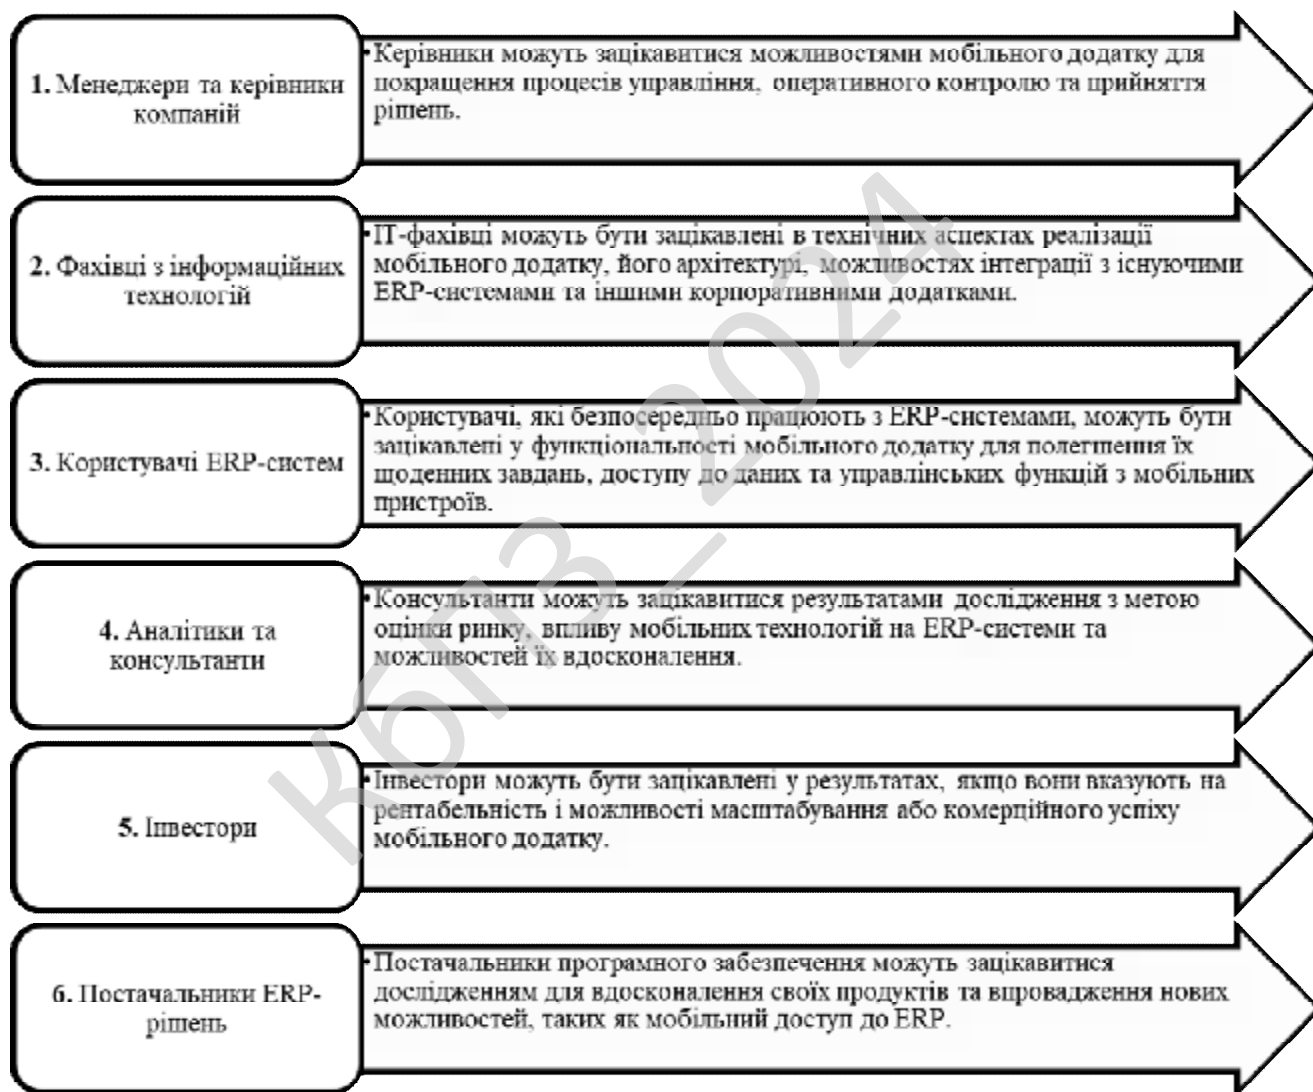 1. Менеджери та керівники
компаній
•Керівники можуть зацікавитися можливостями мобільного додатку для
покращення процесів управління, оперативного контролю та прийняття
рішень.
2. Фахівці з інформаційних
технологій
•ІТ-фахівці можуть бути зацікавлені в технічних аспектах реалізації
мобільного додатку, його архітектурі, можливостях інтеграції з існуючими
ERP-системами та іншими корпоративними додатками.
3. Користувачі ERP-систем
•Користувачі, які безпосередньо працюють з ERP-системами, можуть бути
зацікавлені у функціональності мобільного додатку для полегшення їх
щоденних завдань, доступу до даних та управлінських функцій з мобільних
пристроїв.
4. Аналітики та
консультанти
•Консультанти можуть зацікавитися результатами дослідження з метою
оцінки ринку, впливу мобільних технологій на ERP-системи та
можливостей їх вдосконалення.
5. Інвестори
•Інвестори можуть бути зацікавлені у результатах, якщо вони вказують на
рентабельність і можливості масштабування або комерційного успіху
мобільного додатку.
6. Постачальники ERP-
рішень
•Постачальники програмного забезпечення можуть зацікавитися
дослідженням для вдосконалення своїх продуктів та впровадження нових
можливостей, таких як мобільний доступ до ERP.
КбПЗ_2024